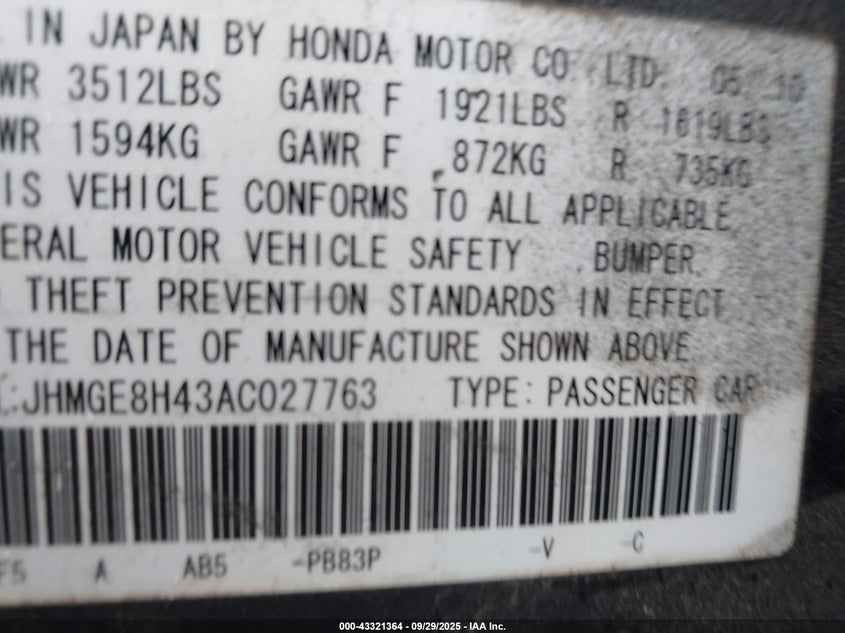 IN JAPAN BY HONDA MOTOR CO. LTD. 05 10
WR 3512LBS GAWR F 1921LBS R 1619LBS
WR 1594KG GAWR F 872KG R 735KG
IS VEHICLE CONFORMS TO ALL APPLICABLE
ERAL MOTOR VEHICLE SAFETY, BUMPER,
THEFT PREVENTION STANDARDS IN EFFECT
THE DATE OF MANUFACTURE SHOWN ABOVE
:JHMGE8H43AC027763 TYPE: PASSENGER CAR
F5 A AB5 -PB83P -V -C
000-43321364 | 09/29/2025 - IAA Inc.